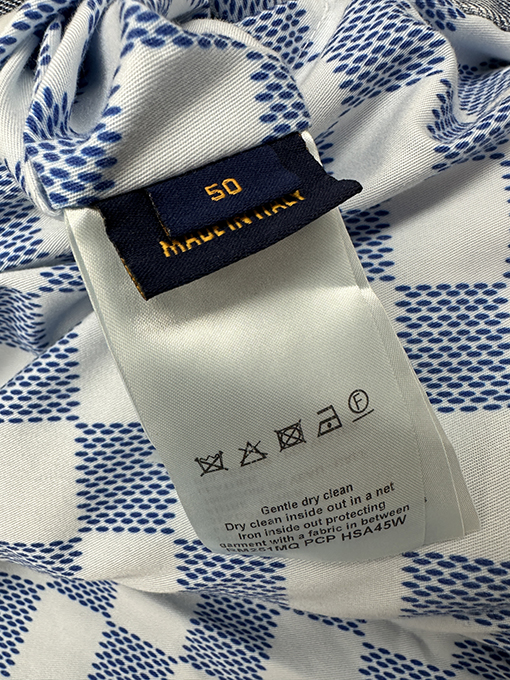 50
MADE IN ITALY
F
Gentle dry clean
Dry clean inside out in a net
Iron inside out protecting
garment with a fabric in between
RM251MQ PCP HSA45W